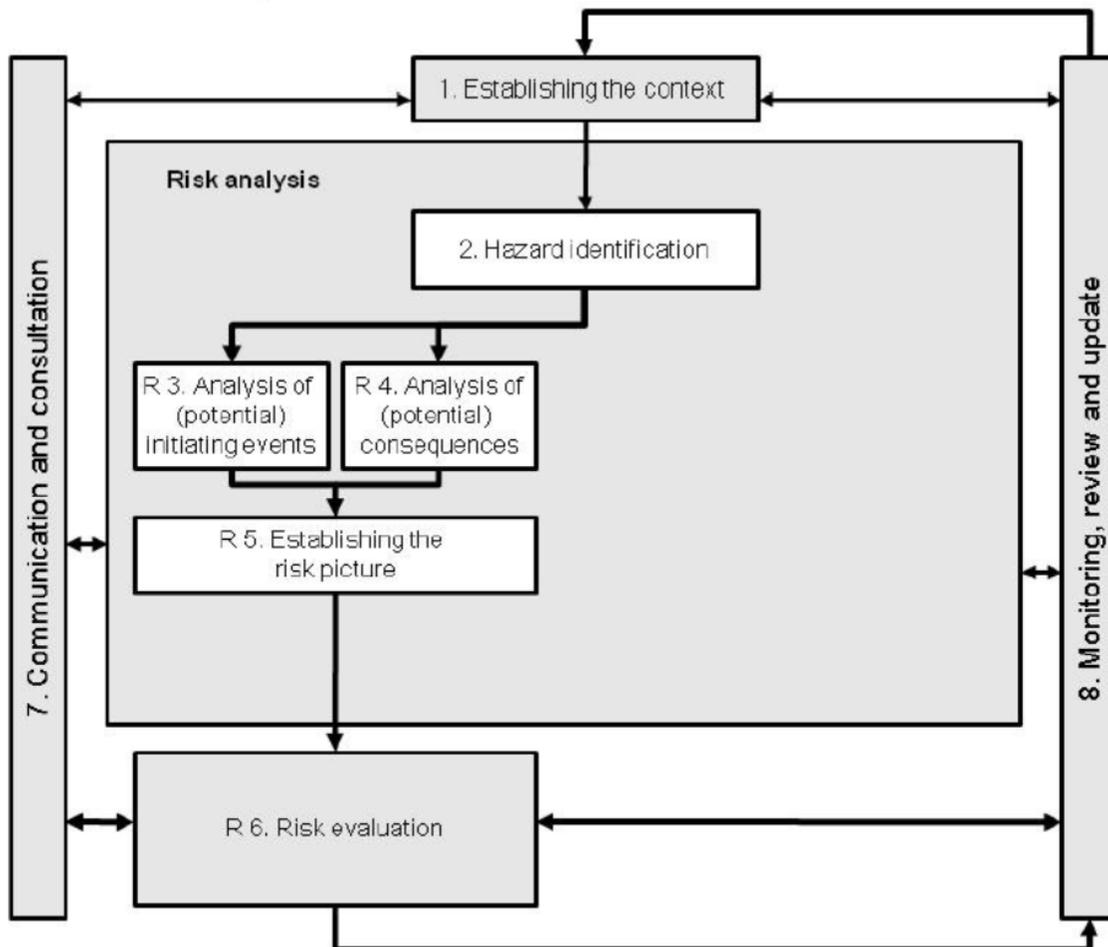 1. Establishing the context
Risk analysis
2. Hazard identification
R 3. Analysis of
(potential)
initiating events
R 4. Analysis of
(potential)
consequences
R 5. Establishing the
risk picture
R 6. Risk evaluation
7. Communication and consultation
8. Monitoring, review and update